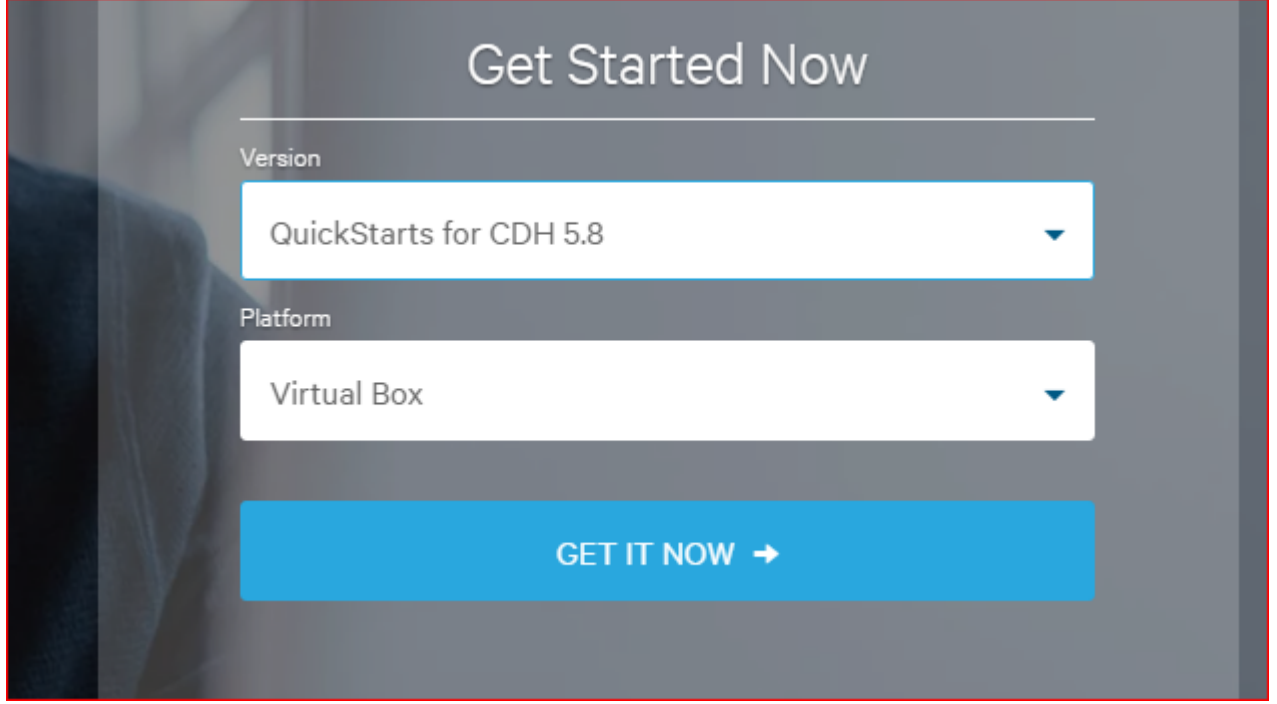 Get Started Now
Version
QuickStarts for CDH 5.8
Platform
Virtual Box
GET IT NOW